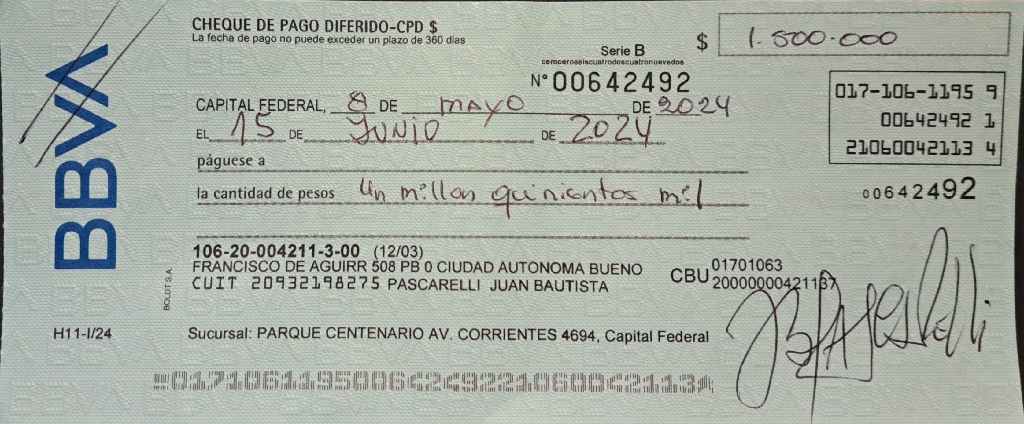 BBVA
CHEQUE DE PAGO DIFERIDO-CPD $
La fecha de pago no puede exceder un plazo de 360 días
Serie B
ceroceroseiscuatrodoscuatronuevedos
$ 1.500.000
N° 00642492
017-106-1195 9
00642492 1
21060042113 4
CAPITAL FEDERAL, 8 DE MAYO DE 2024
EL 15 DE JUNIO DE 2024
páguese a
la cantidad de pesos Un millon quinientos mil
00642492
106-20-004211-3-00 (12/03)
FRANCISCO DE AGUIRR 508 PB 0 CIUDAD AUTONOMA BUENO
CUIT 20932198275 PASCARELLI JUAN BAUTISTA
CBU 01701063
20000000421137
BOLDT S.A.
H11-I/24
Sucursal: PARQUE CENTENARIO AV. CORRIENTES 4694, Capital Federal
JBPAscarelli
017106119500642492210600421134